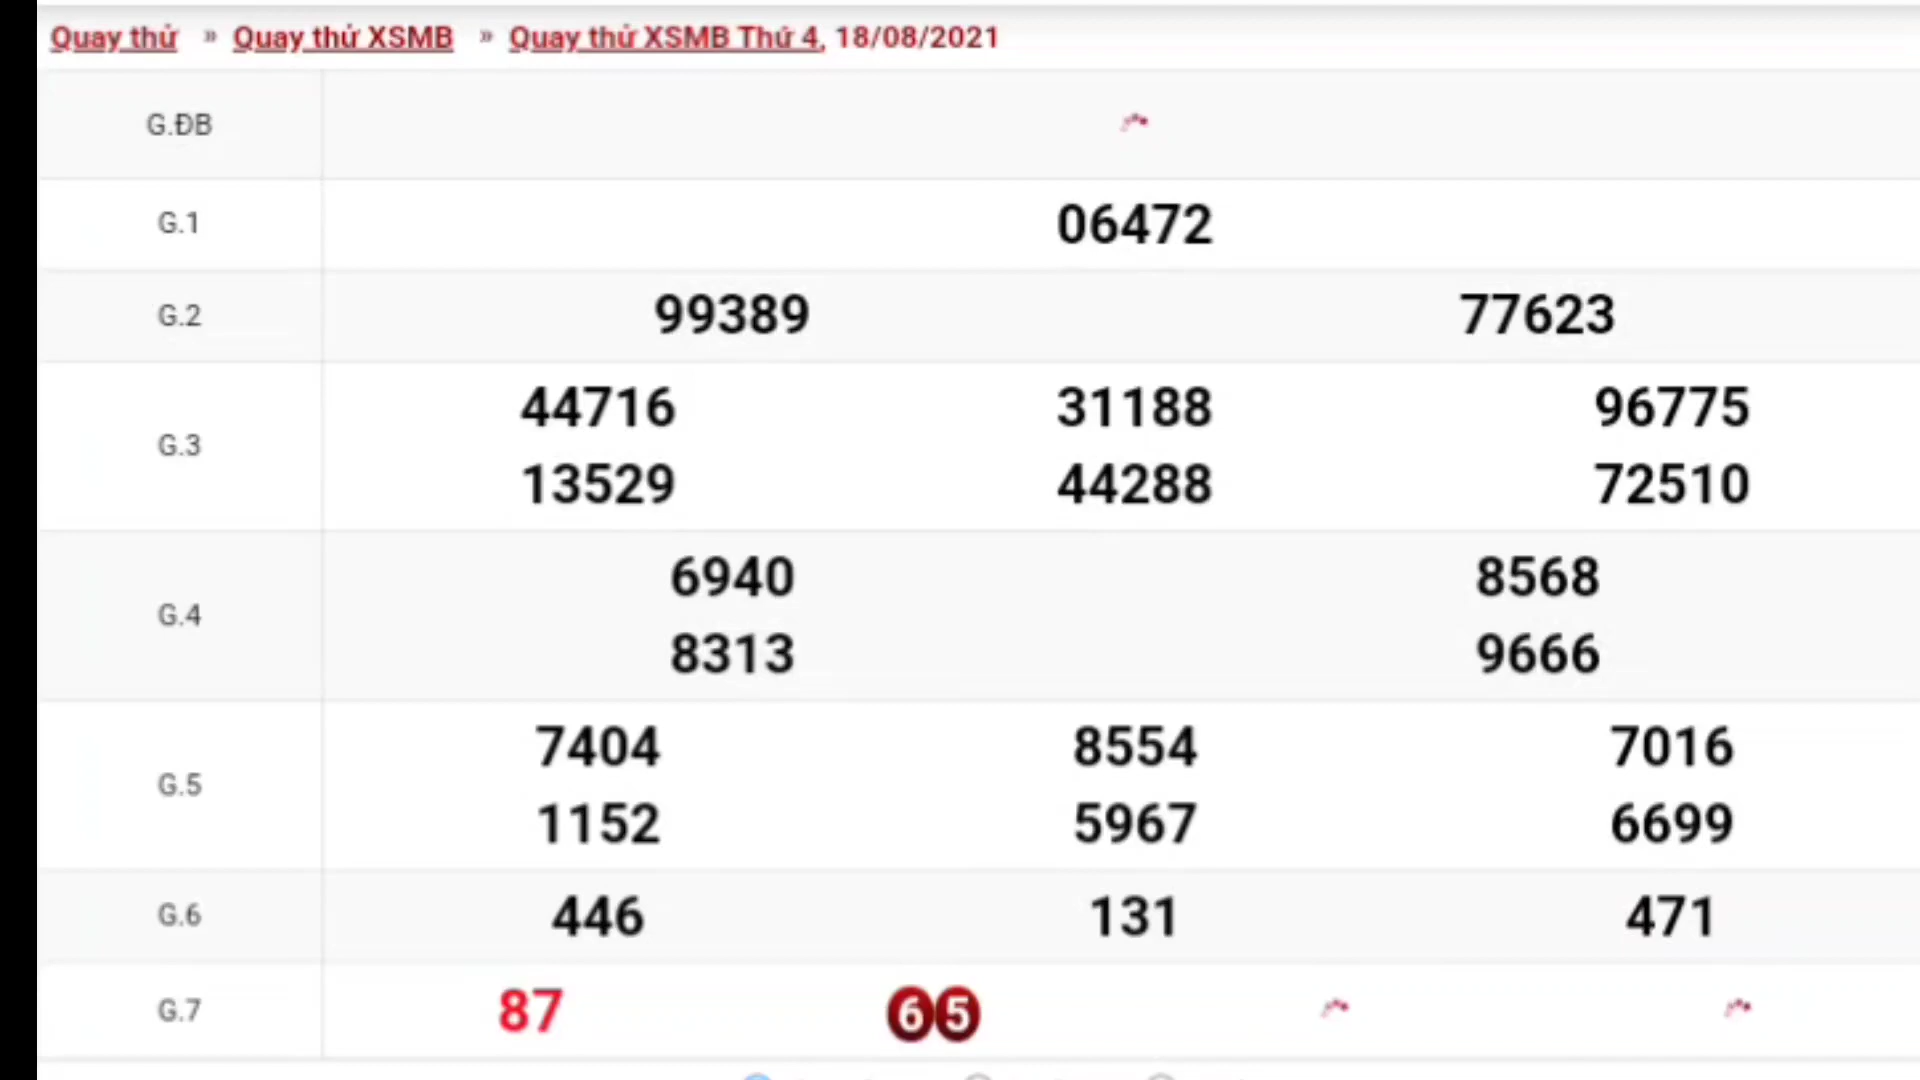 Quay thử » Quay thử XSMB » Quay thử XSMB Thứ 4, 18/08/2021
G.ĐB
G.1 06472
G.2 99389 77623
G.3 44716 31188 96775
13529 44288 72510
G.4 6940 8568
8313 9666
G.5 7404 8554 7016
1152 5967 6699
G.6 446 131 471
G.7 87 65